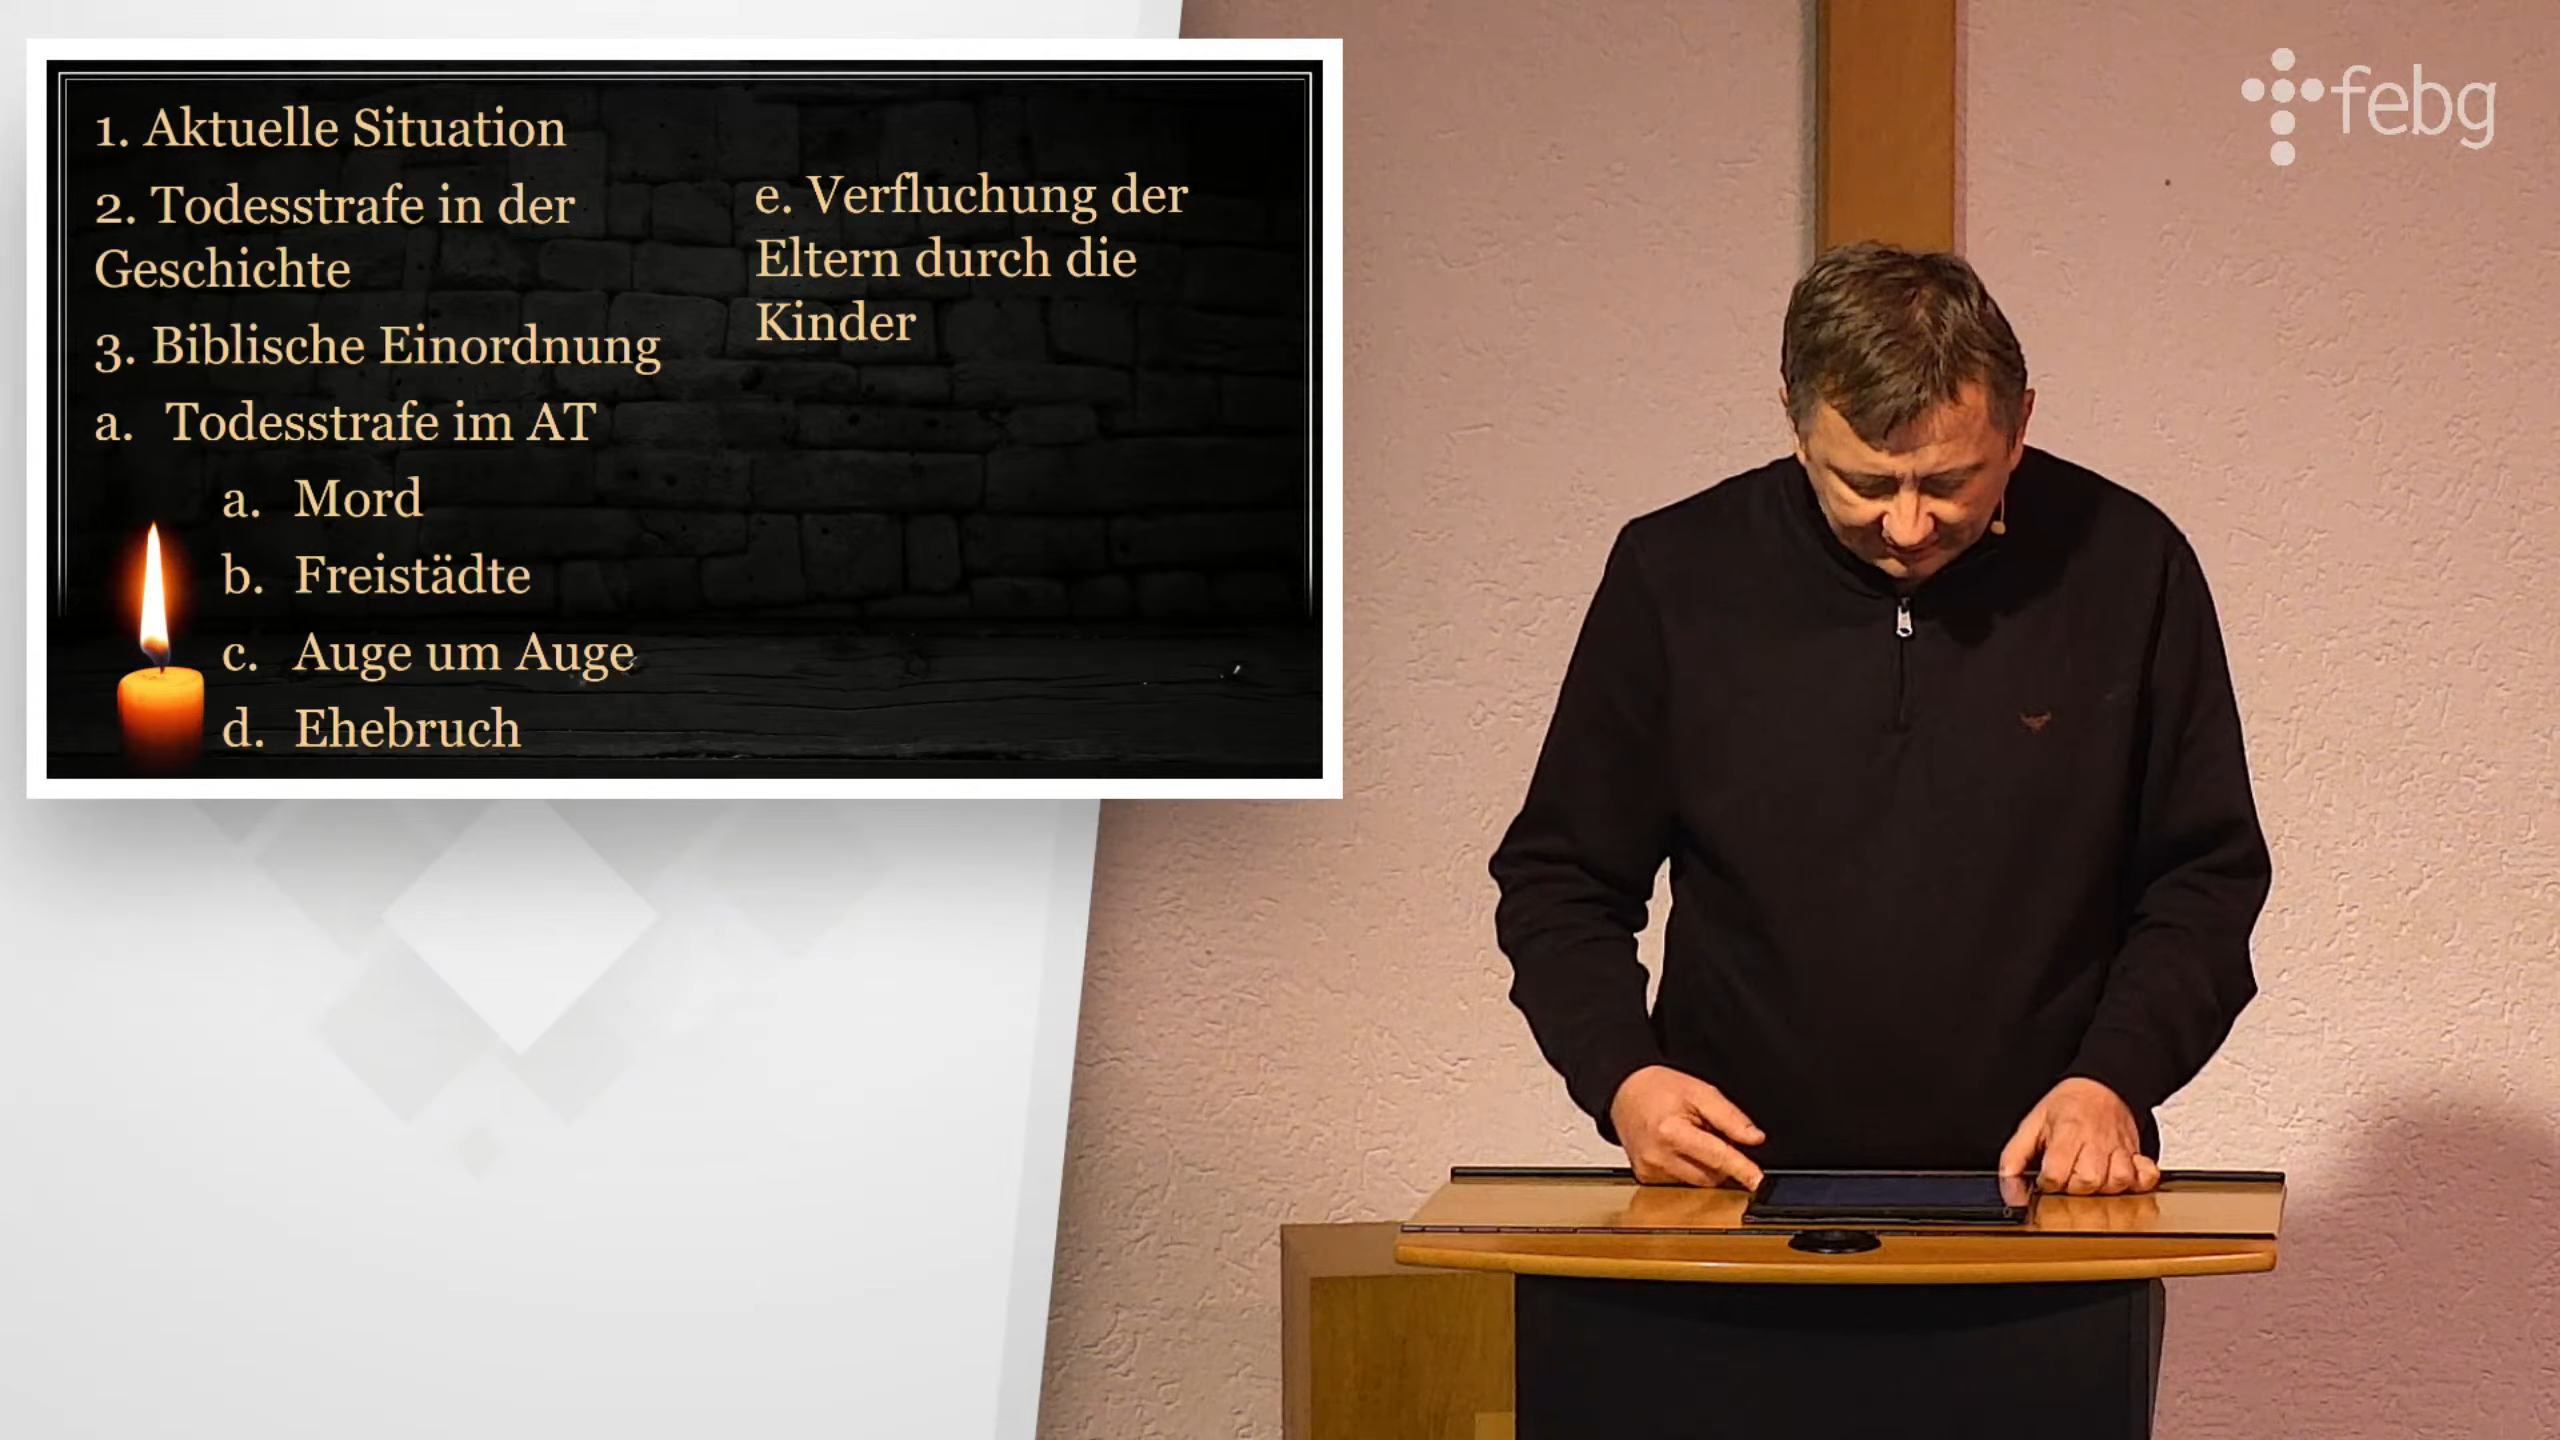 1. Aktuelle Situation
2. Todesstrafe in der
Geschichte
3. Biblische Einordnung
a. Todesstrafe im AT
a. Mord
b. Freistädte
c. Auge um Auge
d. Ehebruch
e. Verfluchung der
Eltern durch die
Kinder
febg